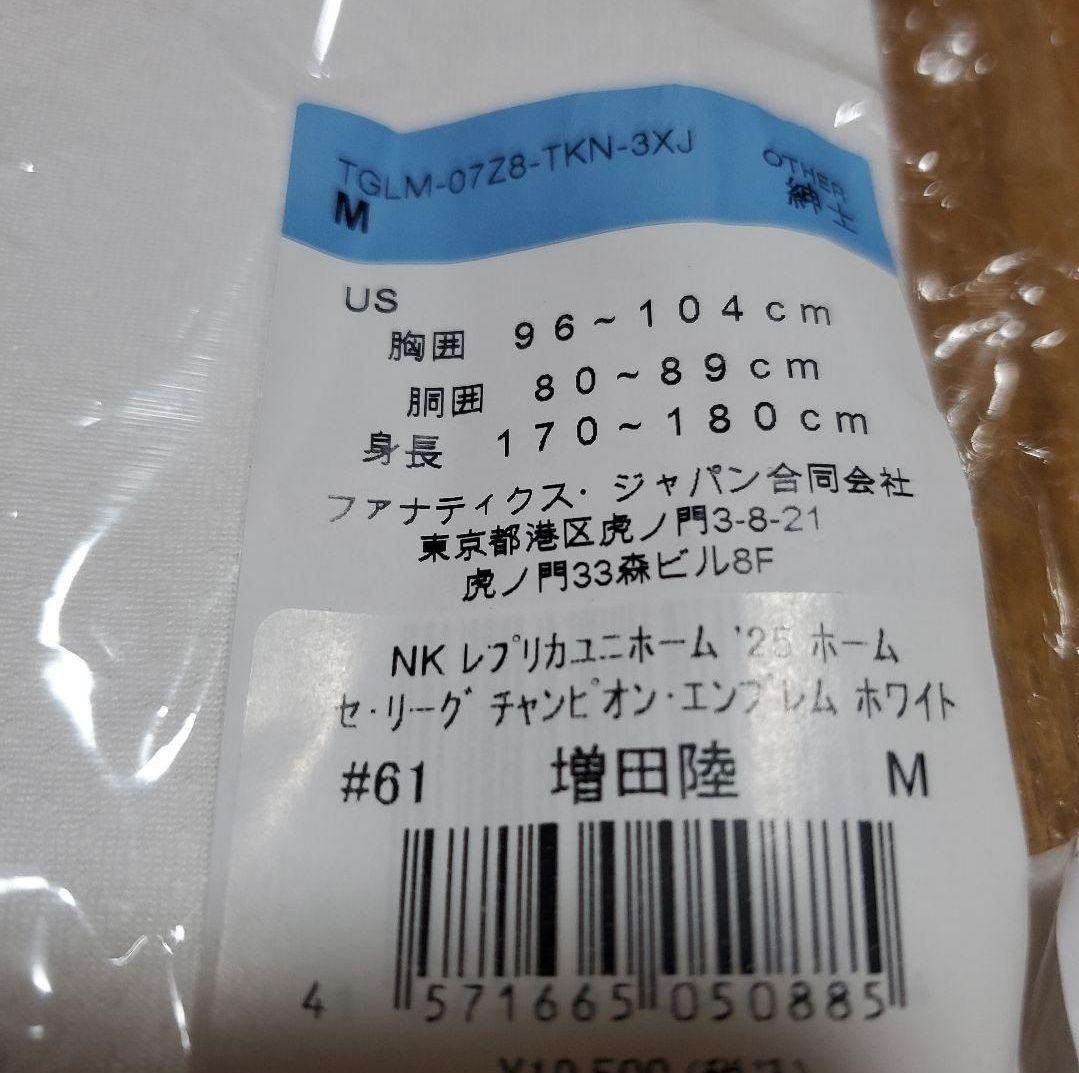 TGLM-07Z8-TKN-3XJ
M
OTHER
紳士
US
胸囲 96~104cm
胴囲 80~89cm
身長 170~180cm
ファナティクス・ジャパン合同会社
東京都港区虎ノ門3-8-21
虎ノ門33森ビル8F
NK レプリカユニホーム '25 ホーム
セ・リーグ チャンピオン・エンブレム ホワイト
#61 増田陸 M
4 571665 050885